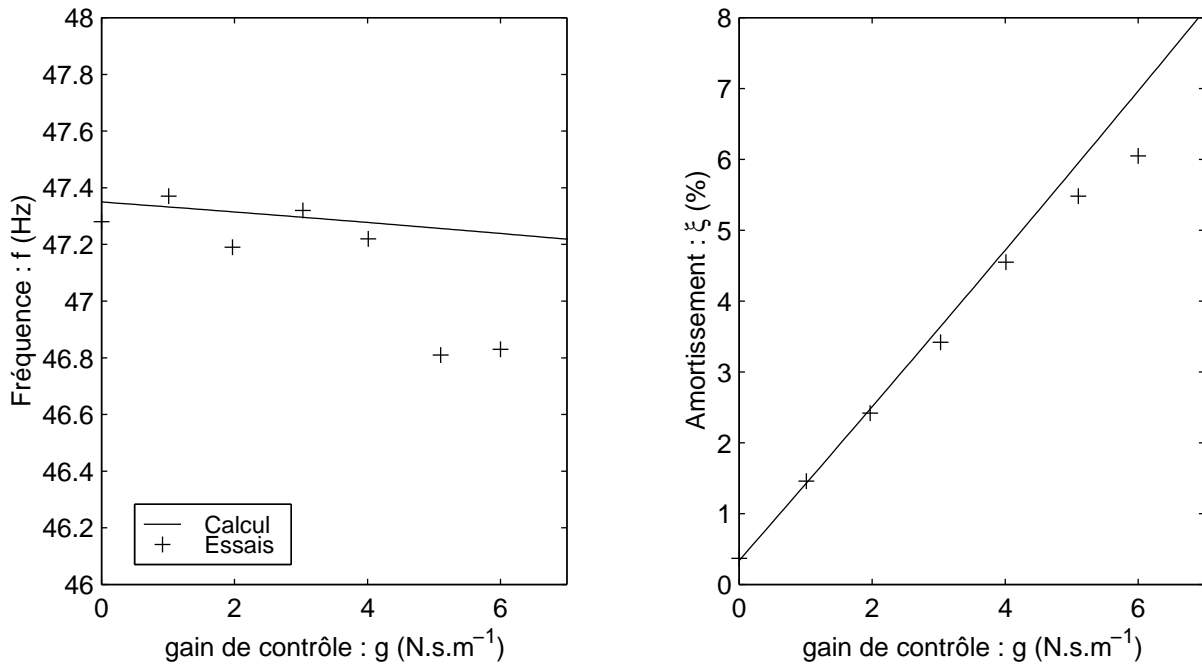 48
47.8
47.6
47.4
47.2
47
46.8
46.6
46.4
46.2
46
Fréquence : f (Hz)
Calcul
Essais
0 2 4 6
gain de contrôle : g (N.s.m⁻¹)
8
7
6
5
4
3
2
1
0
Amortissement : ξ (%)
0 2 4 6
gain de contrôle : g (N.s.m⁻¹)